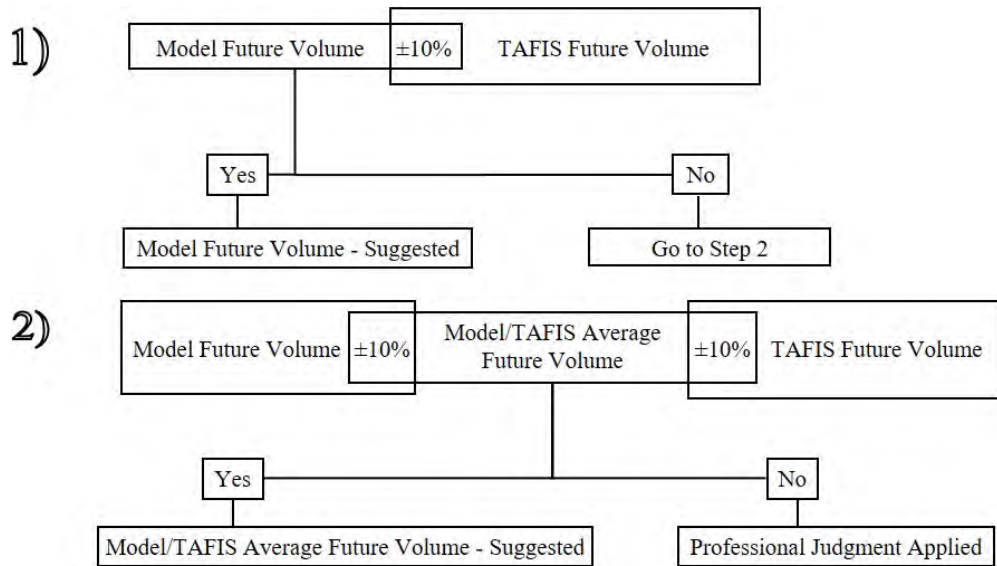 1)
Model Future Volume
±10%
TAFIS Future Volume
Yes
No
Model Future Volume - Suggested
Go to Step 2
2)
Model Future Volume
±10%
Model/TAFIS Average
Future Volume
±10%
TAFIS Future Volume
Yes
No
Model/TAFIS Average Future Volume - Suggested
Professional Judgment Applied